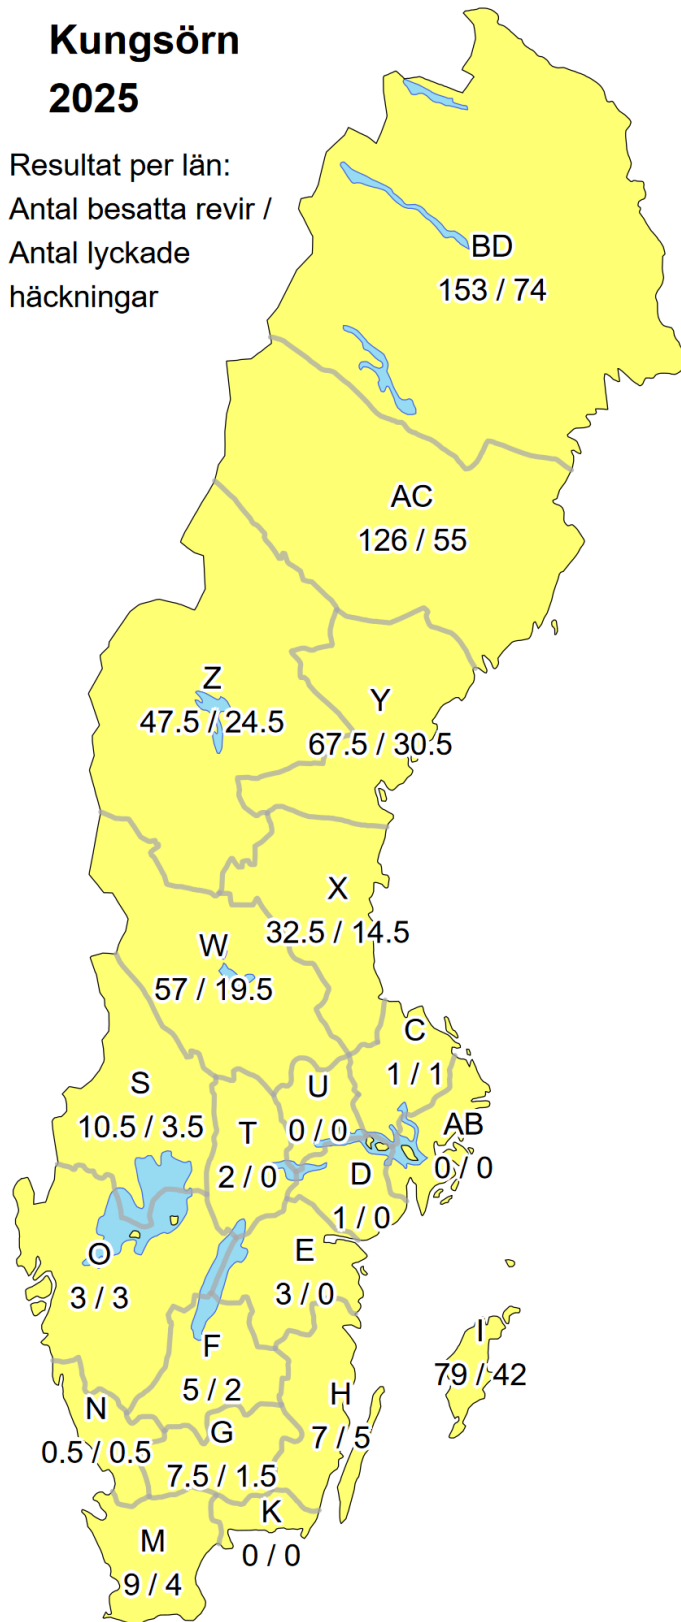 Kungsörn
2025
Resultat per län:
Antal besatta revir /
Antal lyckade
häckningar
BD
153 / 74
AC
126 / 55
Z
47.5 / 24.5
Y
67.5 / 30.5
X
32.5 / 14.5
W
57 / 19.5
C
1 / 1
S
10.5 / 3.5
U
0 / 0
T
2 / 0
AB
0 / 0
D
1 / 0
O
3 / 3
E
3 / 0
F
5 / 2
I
79 / 42
H
7 / 5
N
0.5 / 0.5
G
7.5 / 1.5
K
0 / 0
M
9 / 4